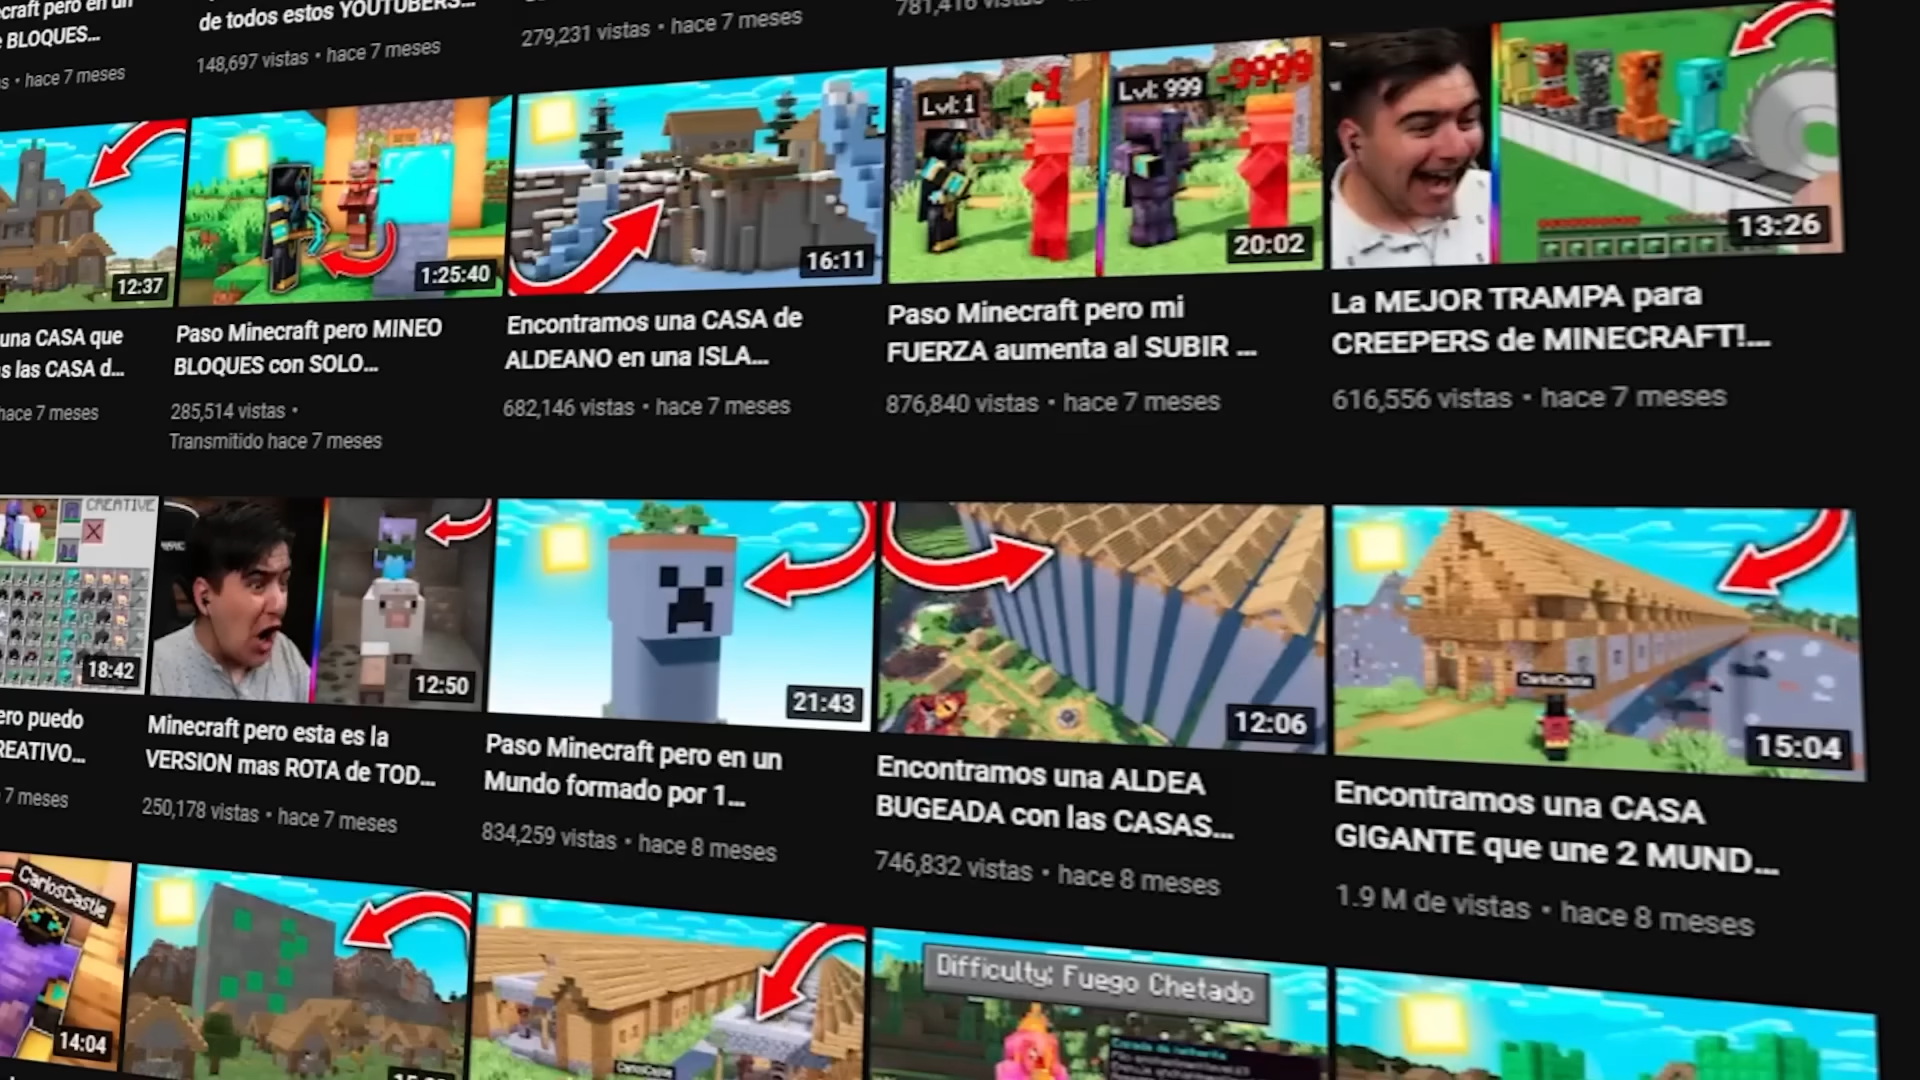 craft pero en un
BLOQUES...
• hace 7 meses
de todos estos YOUTUBERS...
148,697 vistas • hace 7 meses
279,231 vistas • hace 7 meses
781,416 vistas
12:37
una CASA que
s las CASA d...
hace 7 meses
1:25:40
Paso Minecraft pero MINEO
BLOQUES con SOLO...
285,514 vistas •
Transmitido hace 7 meses
16:11
Encontramos una CASA de
ALDEANO en una ISLA...
682,146 vistas • hace 7 meses
Lvl: 1
-1
Lvl: 999
-9999
20:02
Paso Minecraft pero mi
FUERZA aumenta al SUBIR ...
876,840 vistas • hace 7 meses
13:26
La MEJOR TRAMPA para
CREEPERS de MINECRAFT!...
616,556 vistas • hace 7 meses
CREATIVE
18:42
ero puedo
REATIVO...
7 meses
12:50
Minecraft pero esta es la
VERSION mas ROTA de TOD...
250,178 vistas • hace 7 meses
21:43
Paso Minecraft pero en un
Mundo formado por 1...
834,259 vistas • hace 8 meses
12:06
Encontramos una ALDEA
BUGEADA con las CASAS...
746,832 vistas • hace 8 meses
CarlosCastle
15:04
Encontramos una CASA
GIGANTE que une 2 MUND...
1.9 M de vistas • hace 8 meses
CarlosCastle
14:04
CarlosCastle
Difficulty: Fuego Chetado